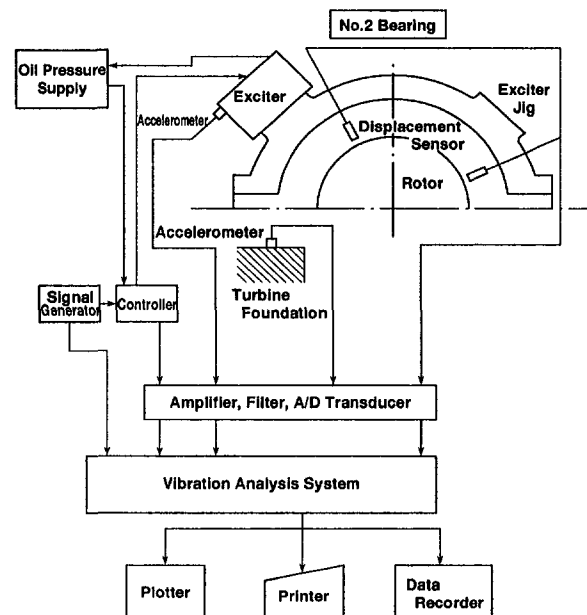 No.2 Bearing
Oil Pressure
Supply
Exciter
Exciter
Jig
Accelerometer
Displacement
Sensor
Rotor
Accelerometer
Turbine
Foundation
Signal
Generator
Controller
Amplifier, Filter, A/D Transducer
Vibration Analysis System
Plotter
Printer
Data
Recorder